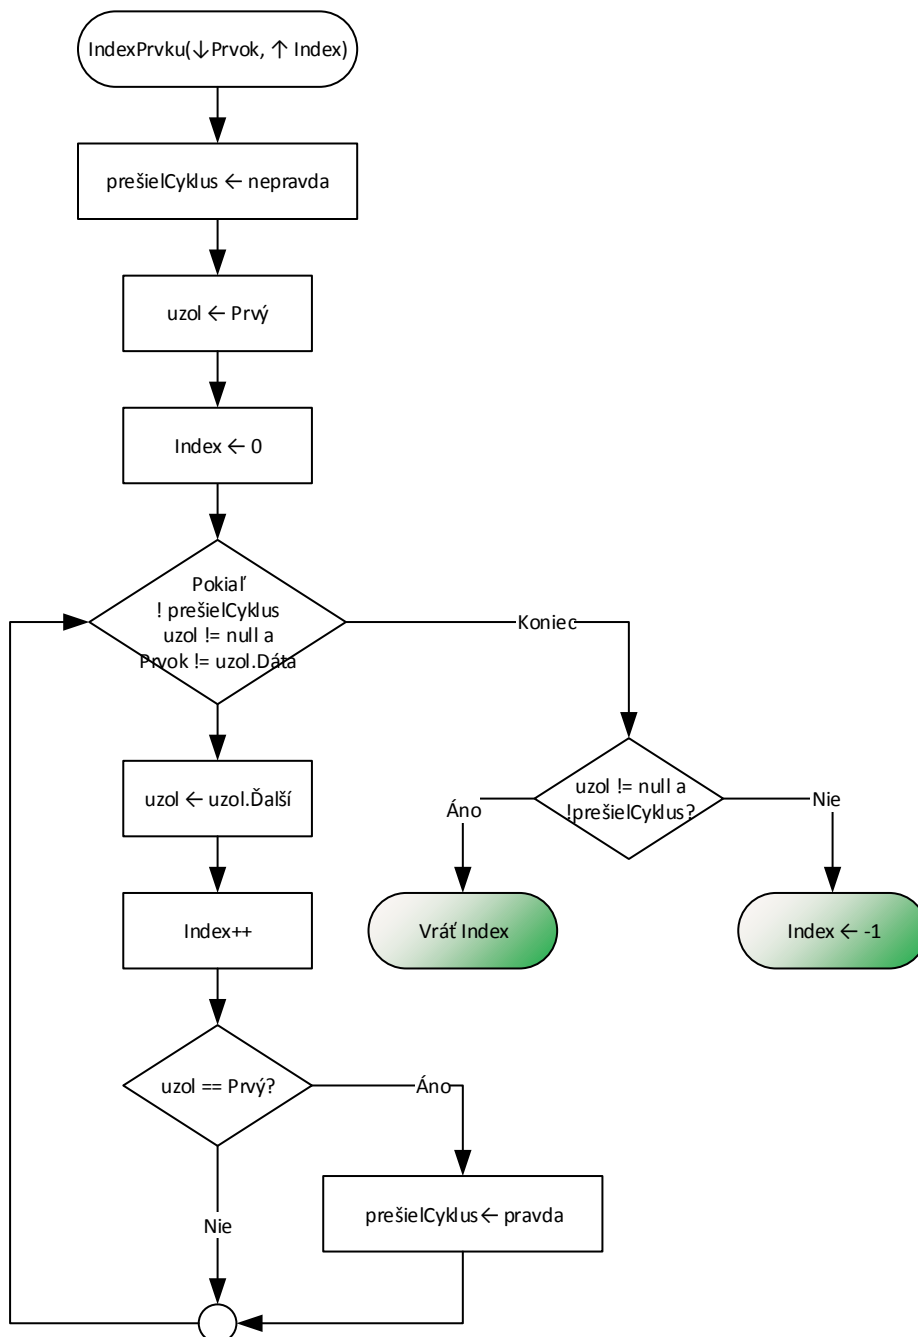 IndexPrvku(↓Prvok, ↑ Index)
prešielCyklus ← nepravda
uzol ← Prvý
Index ← 0
Pokiaľ
! prešielCyklus
uzol != null a
Prvok != uzol.Dáta
Koniec
uzol ← uzol.Ďalší
uzol != null a
!prešielCyklus?
Áno
Nie
Index++
Vráť Index
Index ← -1
uzol == Prvý?
Áno
prešielCyklus ← pravda
Nie